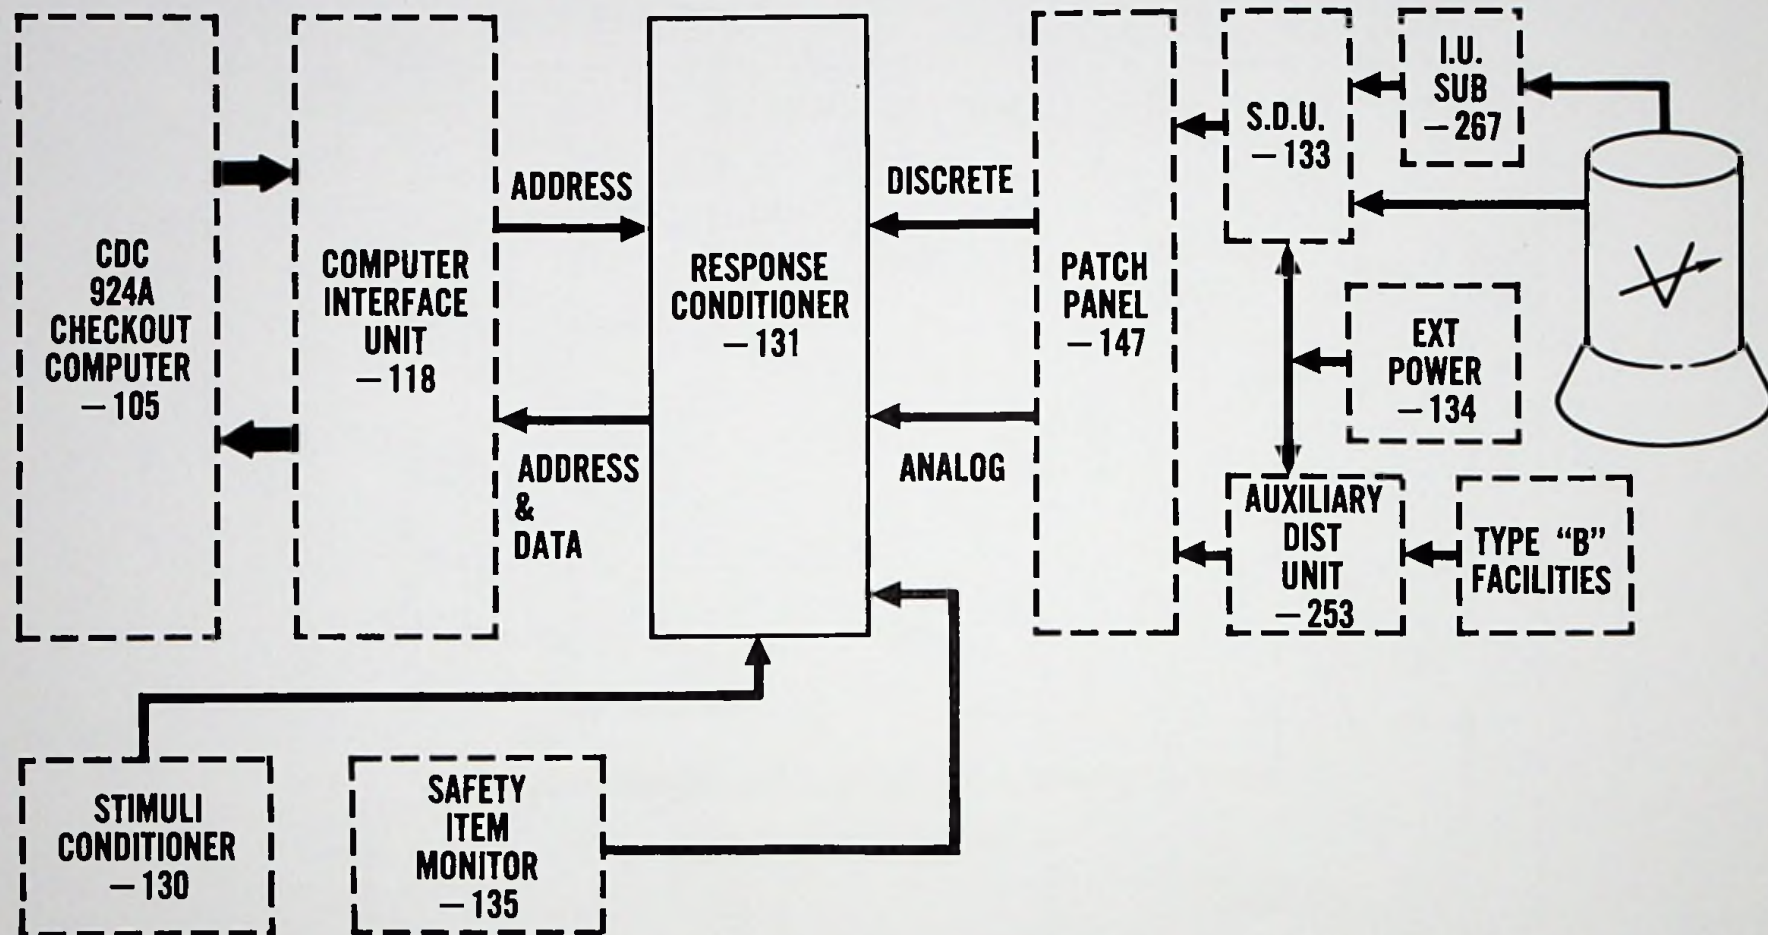 CDC
924A
CHECKOUT
COMPUTER
—105
COMPUTER
INTERFACE
UNIT
—118
ADDRESS
ADDRESS
&
DATA
RESPONSE
CONDITIONER
—131
DISCRETE
ANALOG
PATCH
PANEL
—147
S.D.U.
—133
I.U.
SUB
—267
EXT
POWER
—134
AUXILIARY
DIST
UNIT
—253
TYPE “B”
FACILITIES
STIMULI
CONDITIONER
—130
SAFETY
ITEM
MONITOR
—135